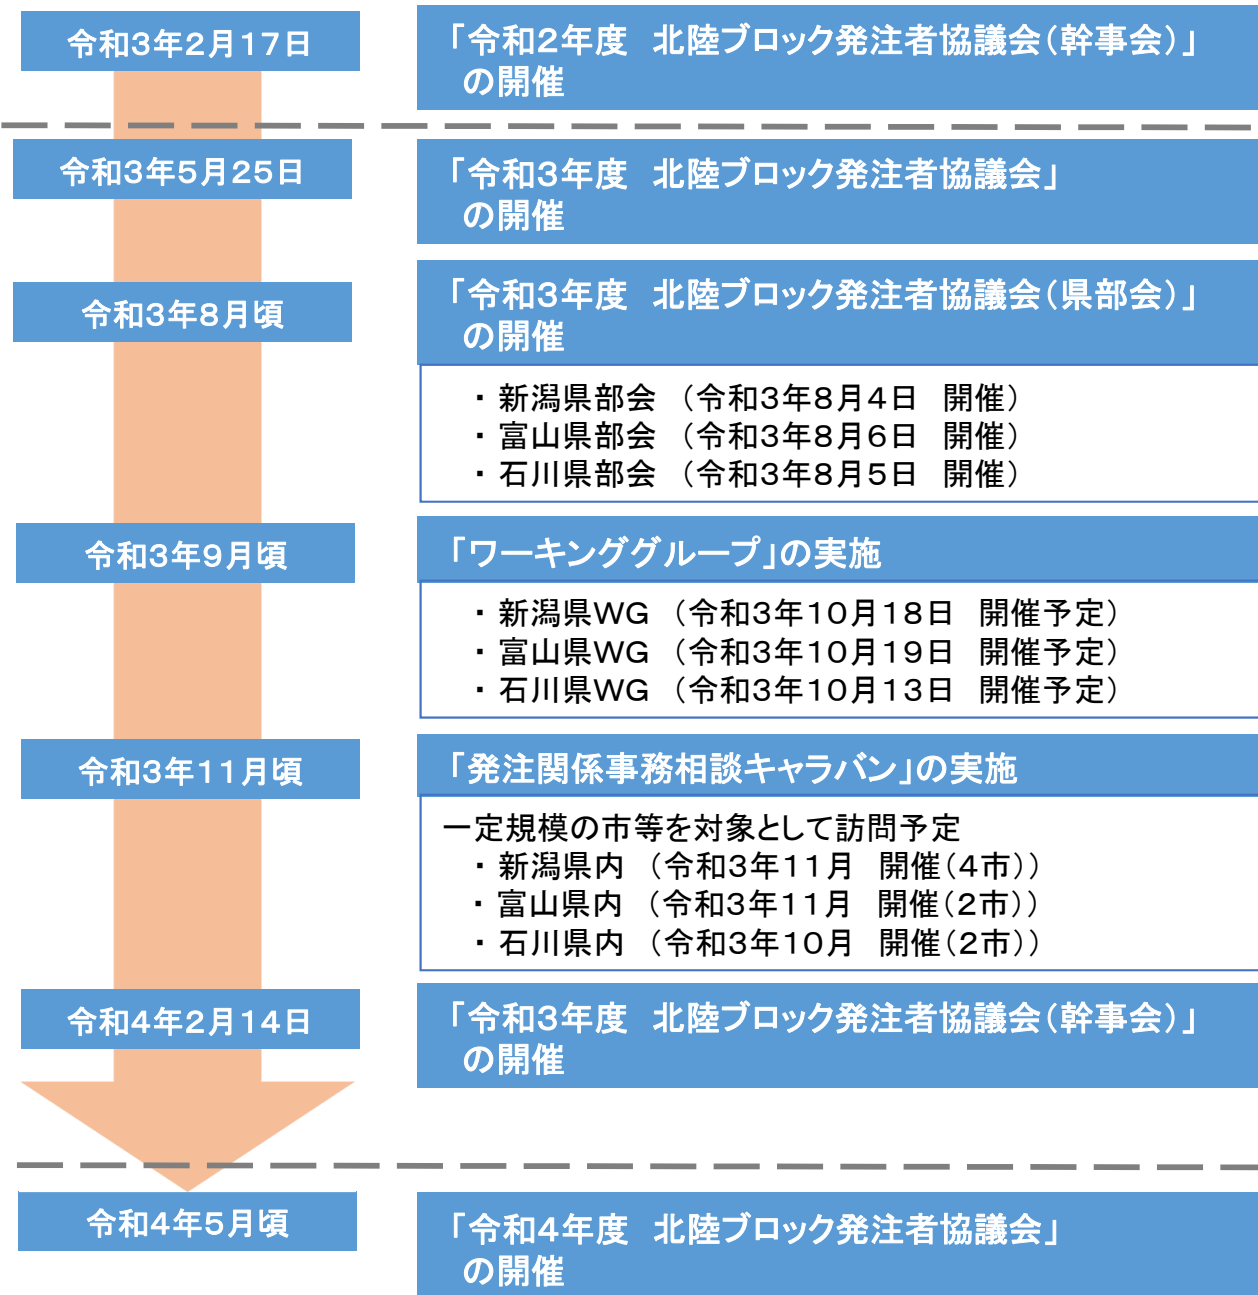 令和３年２月１７日
「令和２年度　北陸ブロック発注者協議会（幹事会）」
の開催
令和３年５月２５日
「令和３年度　北陸ブロック発注者協議会」
の開催
令和３年８月頃
「令和３年度　北陸ブロック発注者協議会（県部会）」
の開催
・新潟県部会　（令和３年８月４日　開催）
・富山県部会　（令和３年８月６日　開催）
・石川県部会　（令和３年８月５日　開催）
令和３年９月頃
「ワーキンググループ」の実施
・新潟県ＷＧ　（令和３年１０月１８日　開催予定）
・富山県ＷＧ　（令和３年１０月１９日　開催予定）
・石川県ＷＧ　（令和３年１０月１３日　開催予定）
令和３年１１月頃
「発注関係事務相談キャラバン」の実施
一定規模の市等を対象として訪問予定
・新潟県内　（令和３年１１月　開催（４市））
・富山県内　（令和３年１１月　開催（２市））
・石川県内　（令和３年１０月　開催（２市））
令和４年２月１４日
「令和３年度　北陸ブロック発注者協議会（幹事会）」
の開催
令和４年５月頃
「令和４年度　北陸ブロック発注者協議会」
の開催